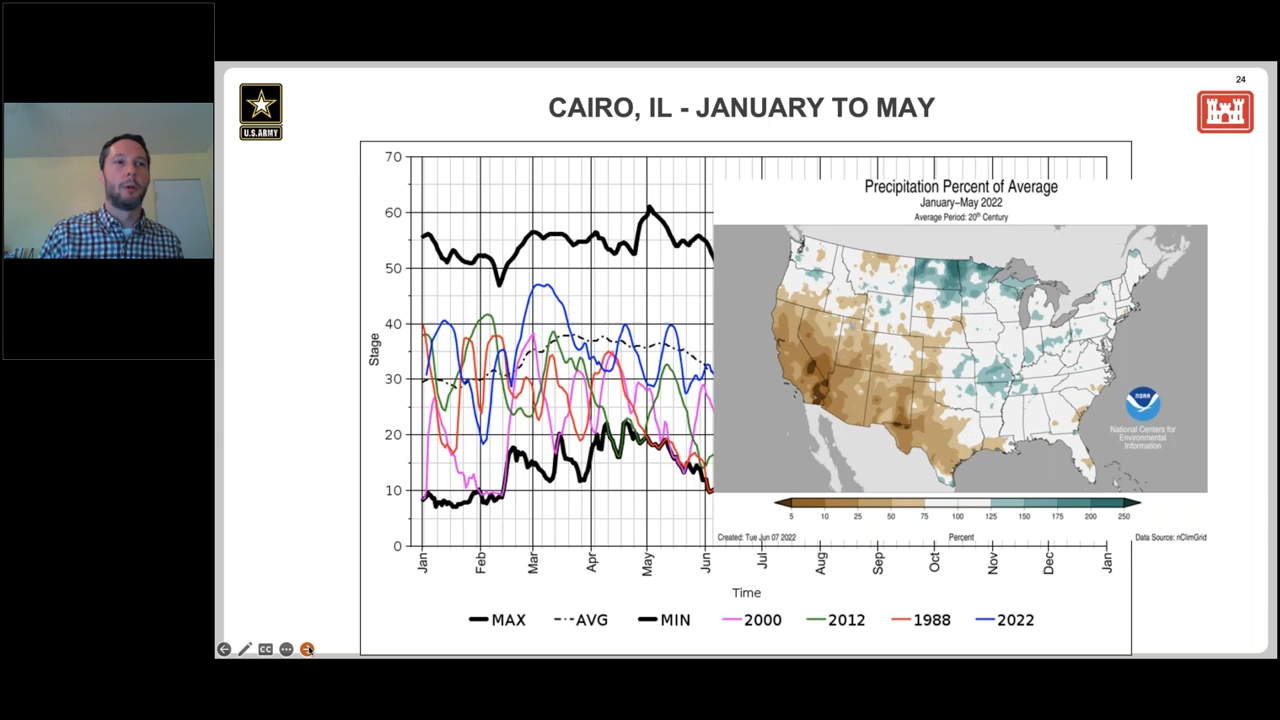 24
U.S.ARMY
CAIRO, IL - JANUARY TO MAY
70
60
50
40
30
20
10
0
Stage
Jan
Feb
Mar
Apr
May
Jun
Jul
Aug
Sep
Oct
Nov
Dec
Jan
Time
MAX AVG MIN 2000 2012 1988 2022
Precipitation Percent of Average
January–May 2022
Average Period: 20th Century
NOAA
National Centers for
Environmental
Information
5 10 25 50 75 100 125 150 175 200 250
Created: Tue Jun 07 2022 Percent Data Source: nClimGrid
CC